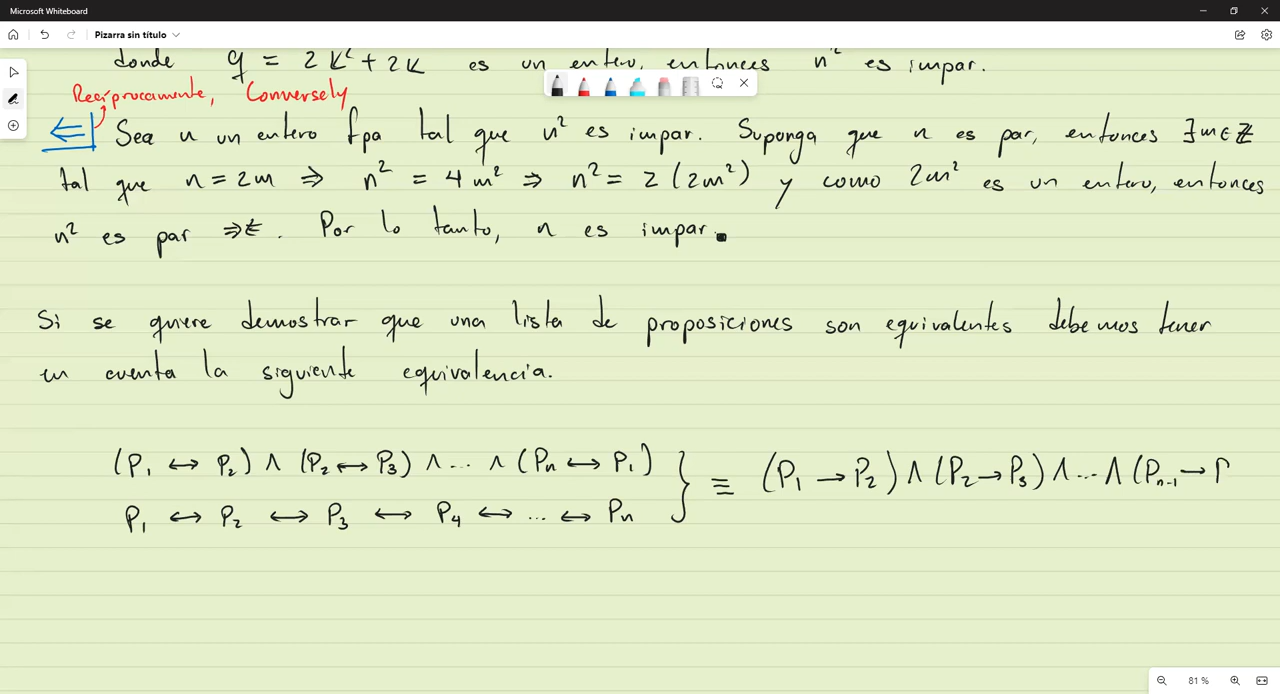 Microsoft Whiteboard
Pizarra sin título
donde q = 2k² + 2k es un entero, entonces n² es impar.
Recíprocamente, Conversely
⇐| Sea n un entero fpa tal que n² es impar. Suponga que n es par, entonces ∃m∈ℤ
tal que n = 2m ⇒ n² = 4m² ⇒ n² = 2(2m²) y como 2m² es un entero, entonces
n² es par ⇒⇐. Por lo tanto, n es impar.
Si se quiere demostrar que una lista de proposiciones son equivalentes debemos tener
en cuenta la siguiente equivalencia.
(P₁ ↔ P₂) ∧ (P₂ ↔ P₃) ∧ ... ∧ (Pn ↔ P₁) } ≡ (P₁ → P₂) ∧ (P₂ → P₃) ∧ ... ∧ (Pn-1 → P
P₁ ↔ P₂ ↔ P₃ ↔ P₄ ↔ ... ↔ Pn
81 %